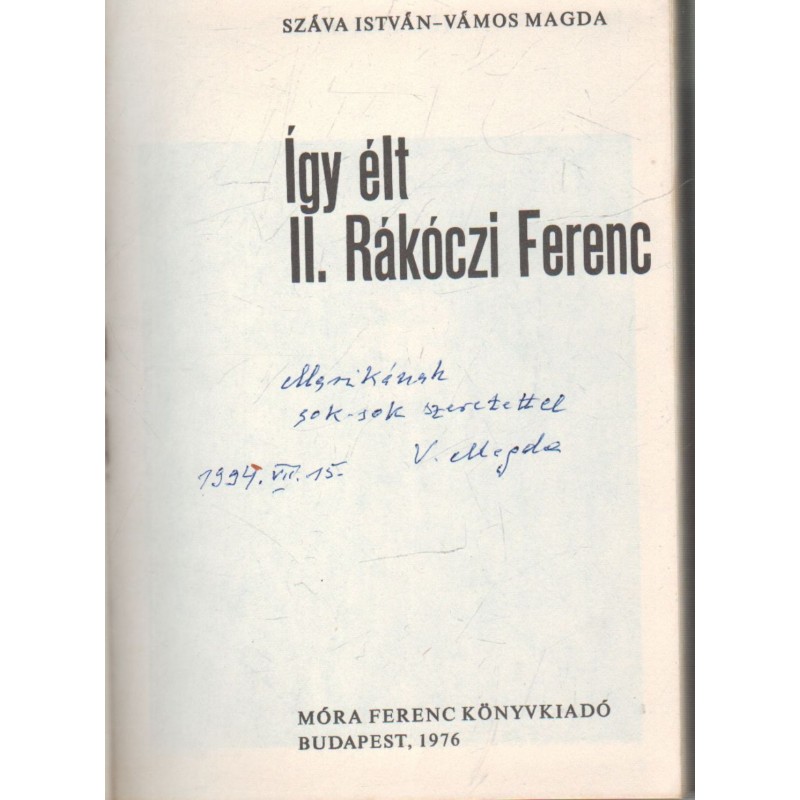 SZÁVA ISTVÁN–VÁMOS MAGDA
Így élt
II. Rákóczi Ferenc
Marikának
sok-sok szeretettel
V. Magda
1994. VII. 15.
MÓRA FERENC KÖNYVKIADÓ
BUDAPEST, 1976